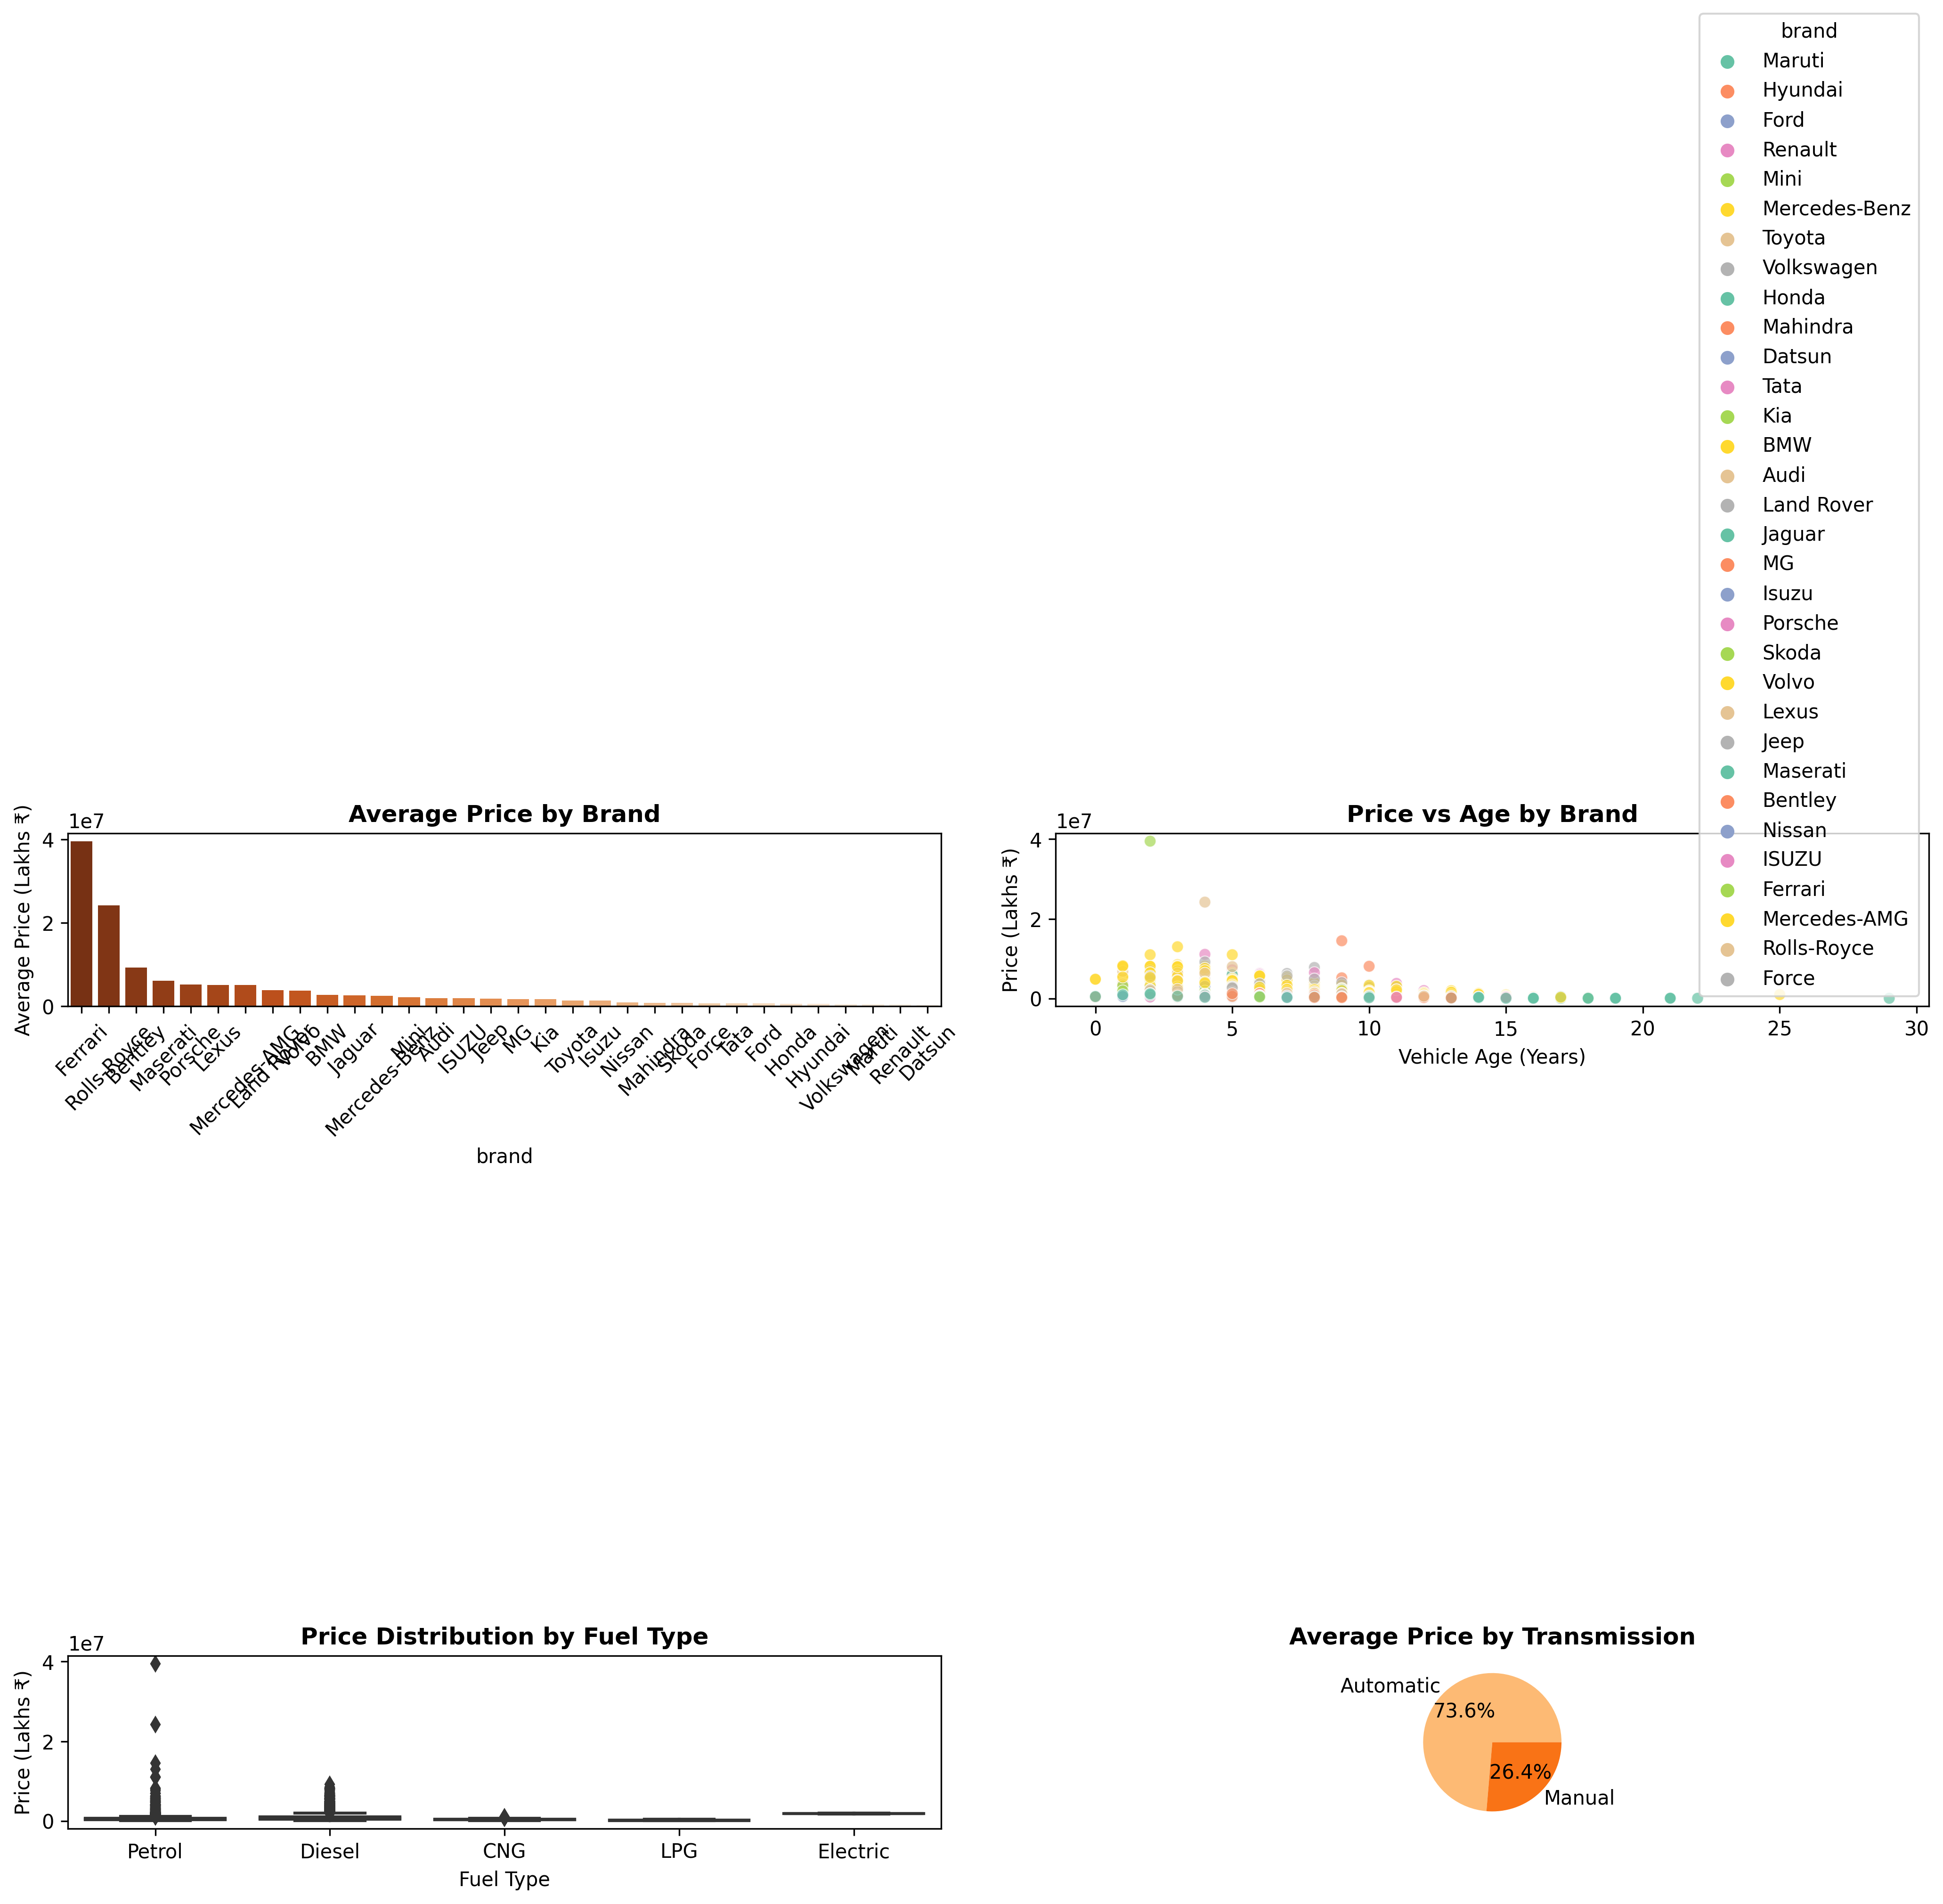 brand
Maruti
Hyundai
Ford
Renault
Mini
Mercedes-Benz
Toyota
Volkswagen
Honda
Mahindra
Datsun
Tata
Kia
BMW
Audi
Land Rover
Jaguar
MG
Isuzu
Porsche
Skoda
Volvo
Lexus
Jeep
Maserati
Bentley
Nissan
ISUZU
Ferrari
Mercedes-AMG
Rolls-Royce
Force
Average Price by Brand
1e7
Average Price (Lakhs ₹)
4
2
0
Ferrari
Rolls-Royce
Bentley
Maserati
Porsche
Lexus
Mercedes-AMG
Land Rover
Volvo
BMW
Jaguar
Mercedes-Benz
Mini
Audi
ISUZU
Jeep
MG
Kia
Toyota
Isuzu
Nissan
Mahindra
Skoda
Force
Tata
Ford
Honda
Hyundai
Volkswagen
Maruti
Renault
Datsun
brand
Price vs Age by Brand
1e7
Price (Lakhs ₹)
4
2
0
0 5 10 15 20 25 30
Vehicle Age (Years)
Price Distribution by Fuel Type
1e7
Price (Lakhs ₹)
4
2
0
Petrol Diesel CNG LPG Electric
Fuel Type
Average Price by Transmission
Automatic
73.6%
26.4%
Manual